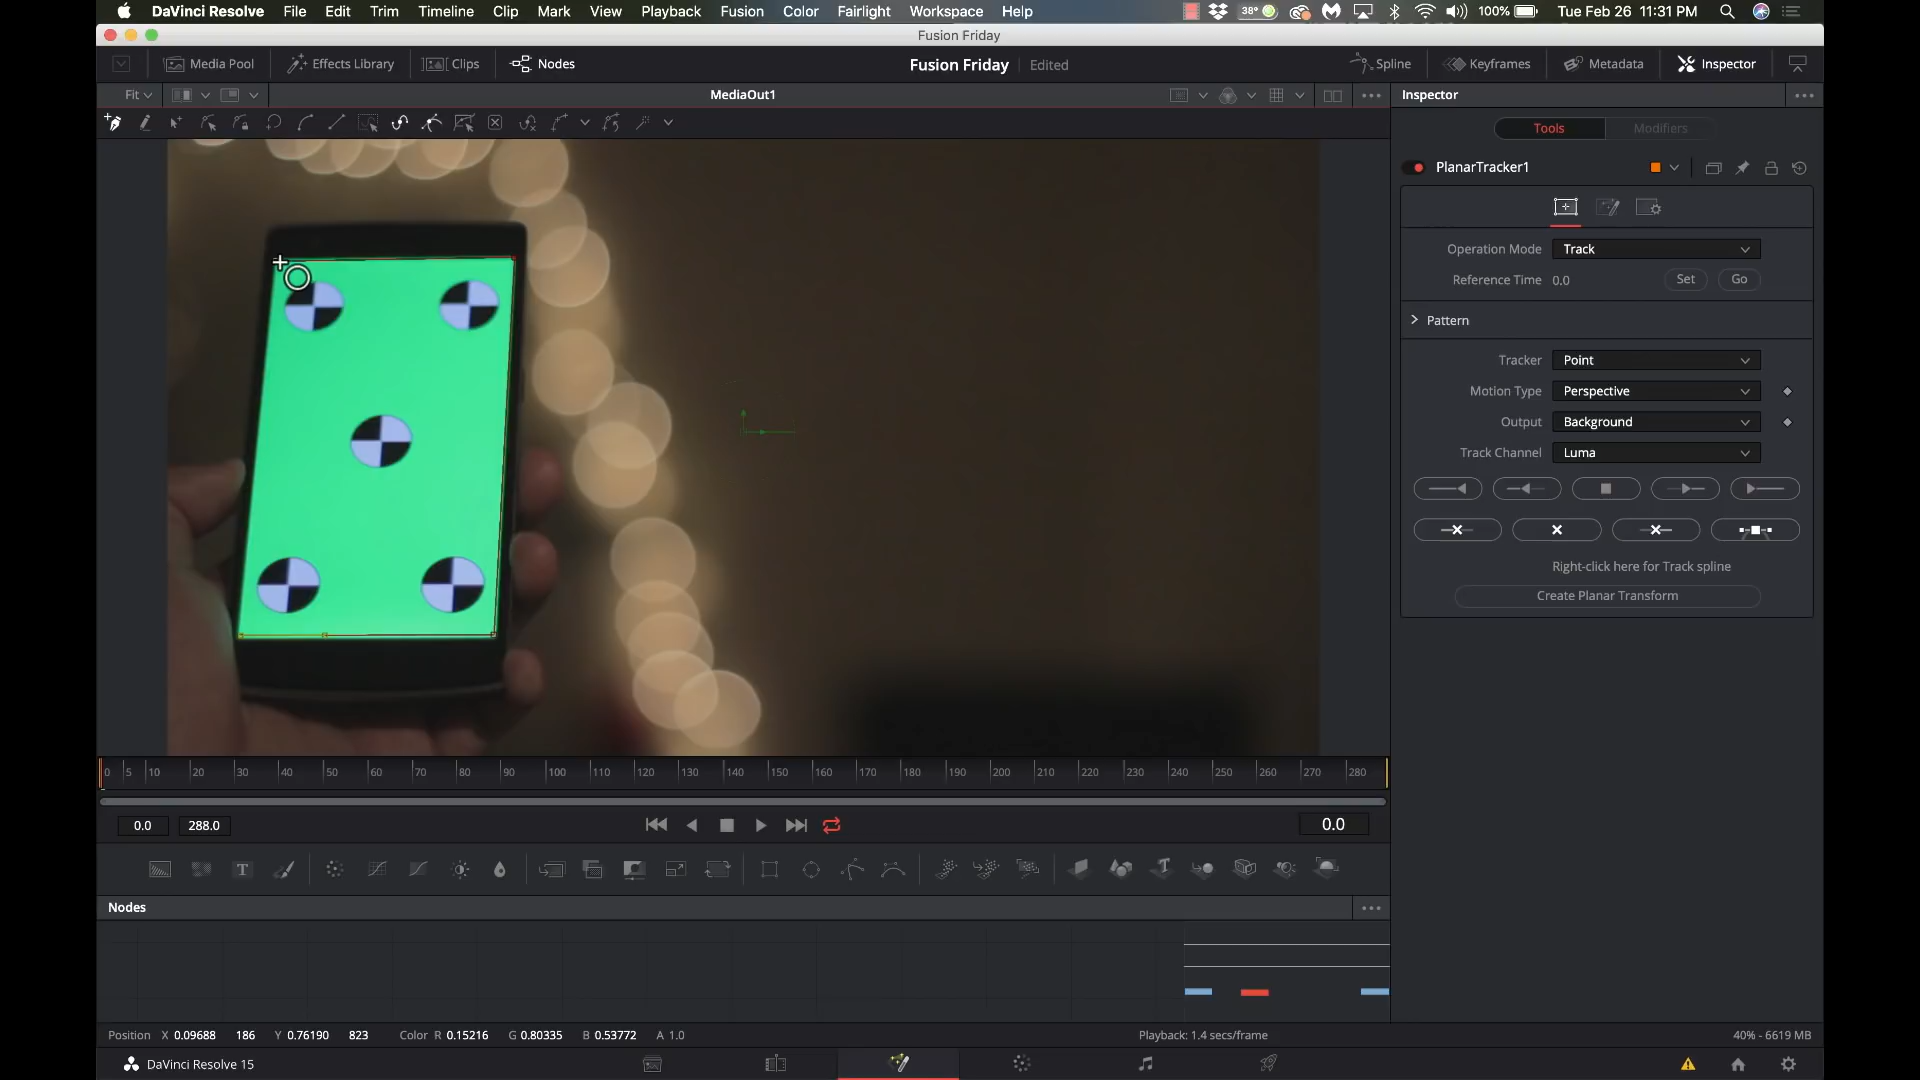 DaVinci Resolve File Edit Trim Timeline Clip Mark View Playback Fusion Color Fairlight Workspace Help 38° 100% Tue Feb 26 11:31 PM
Fusion Friday
Media Pool Effects Library Clips Nodes Fusion Friday Edited Spline Keyframes Metadata Inspector
Fit MediaOut1 Inspector
Tools Modifiers
PlanarTracker1
Operation Mode Track
Reference Time 0.0 Set Go
Pattern
Tracker Point
Motion Type Perspective
Output Background
Track Channel Luma
Right-click here for Track spline
Create Planar Transform
0 5 10 20 30 40 50 60 70 80 90 100 110 120 130 140 150 160 170 180 190 200 210 220 230 240 250 260 270 280
0.0 288.0 0.0
Nodes
Position X 0.09688 186 Y 0.76190 823 Color R 0.15216 G 0.80335 B 0.53772 A 1.0 Playback: 1.4 secs/frame 40% - 6619 MB
DaVinci Resolve 15